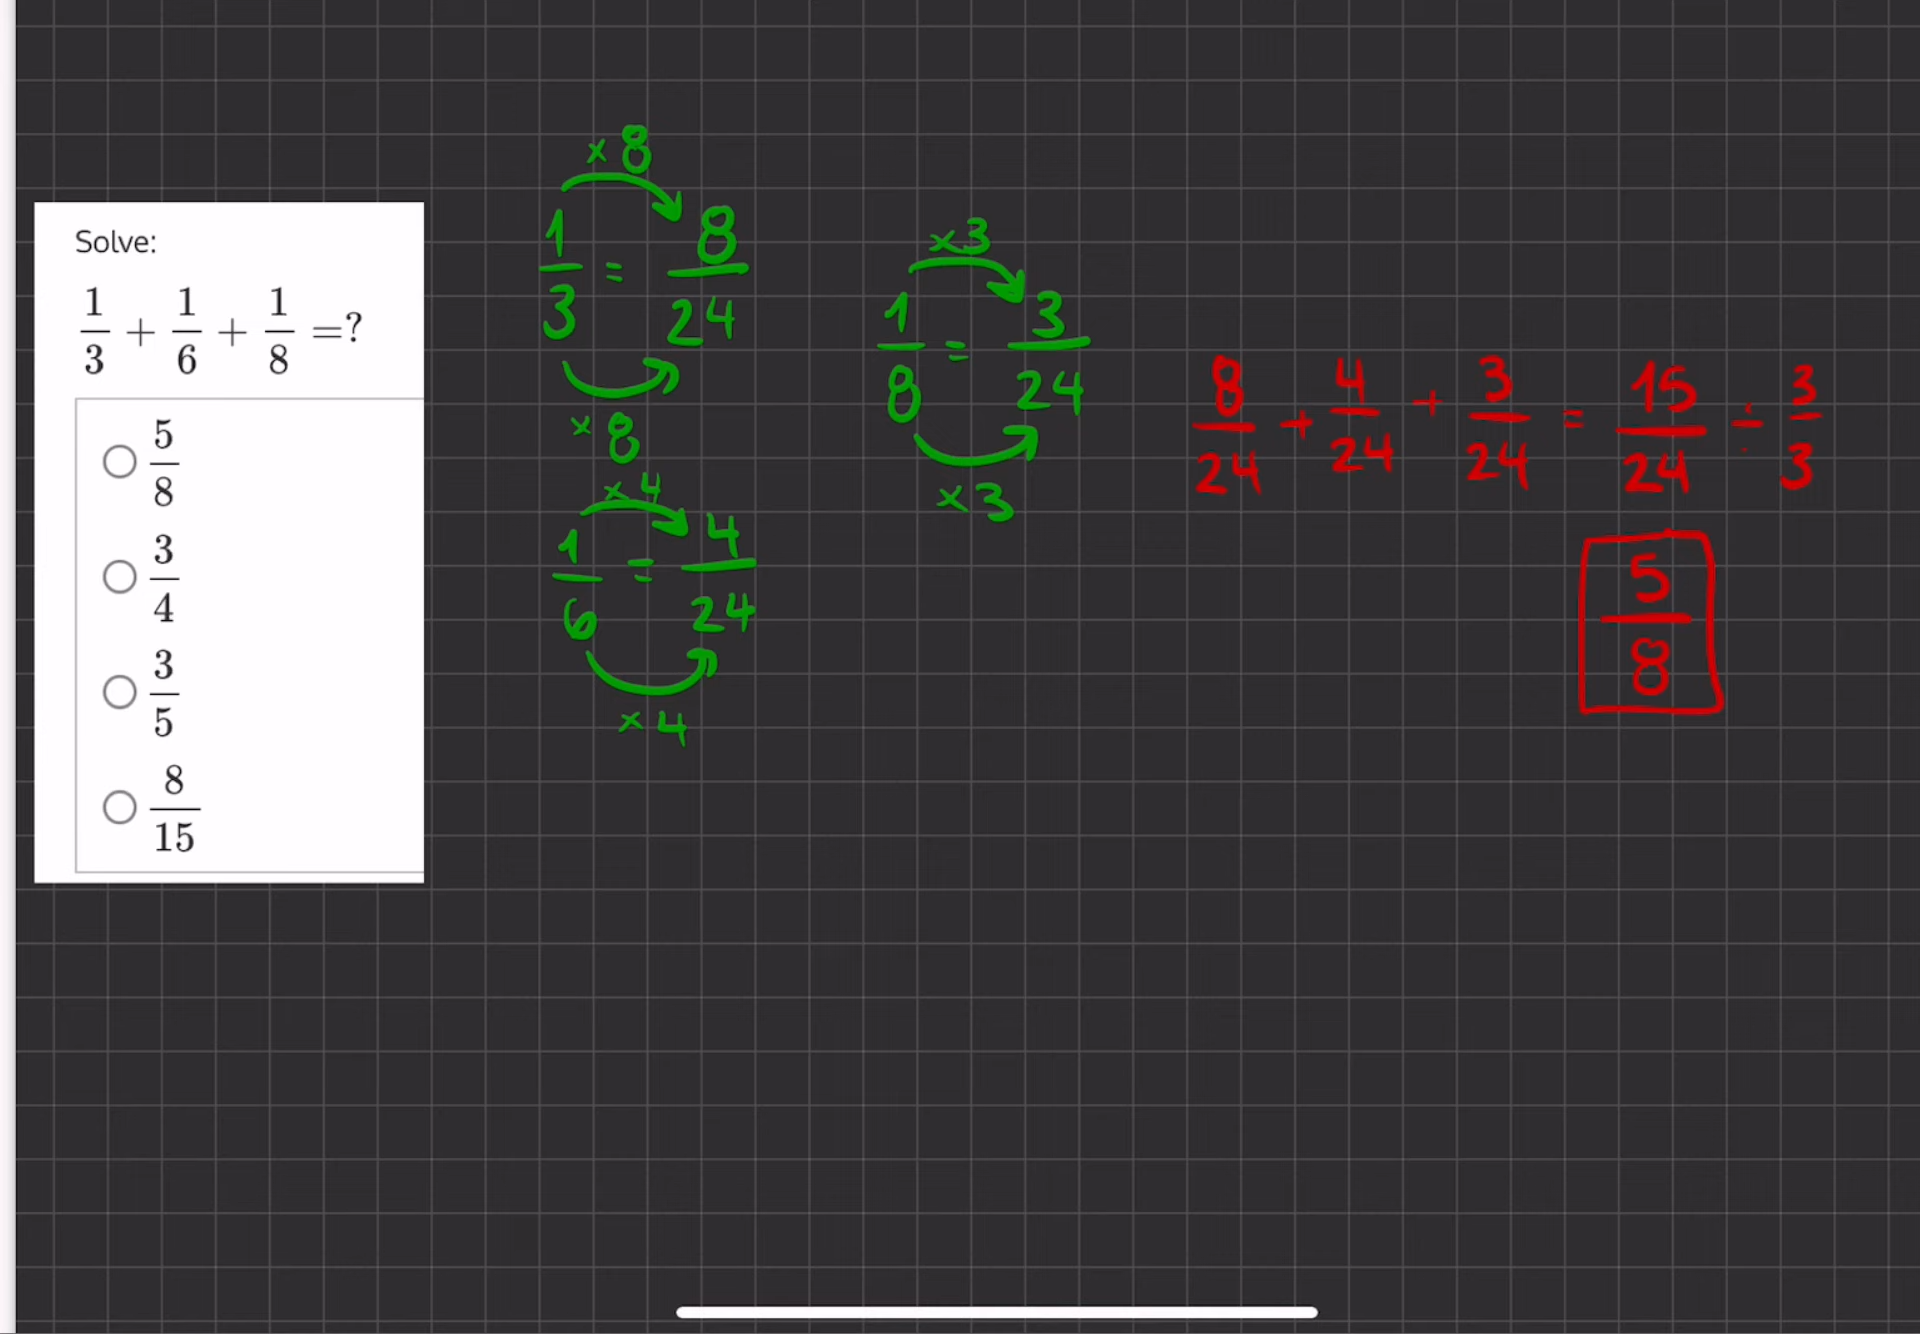 Solve:
1/3 + 1/6 + 1/8 =?
5/8
3/4
3/5
8/15
×8
1/3 = 8/24
×8
×4
1/6 = 4/24
×4
×3
1/8 = 3/24
×3
8/24 + 4/24 + 3/24 = 15/24 ÷ 3/3
5/8